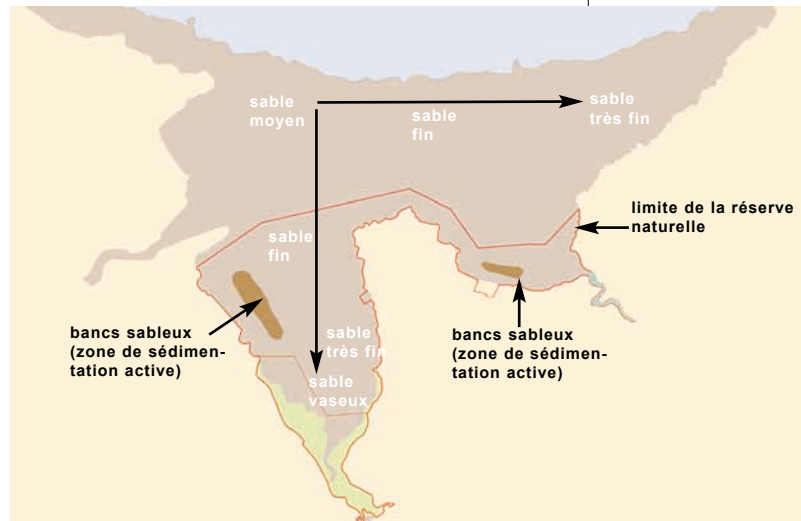 sable
moyen
sable
fin
sable
très fin
limite de la réserve
naturelle
sable
fin
bancs sableux
(zone de sédimen-
tation active)
sable
très fin
sable
vaseux
bancs sableux
(zone de sédimen-
tation active)